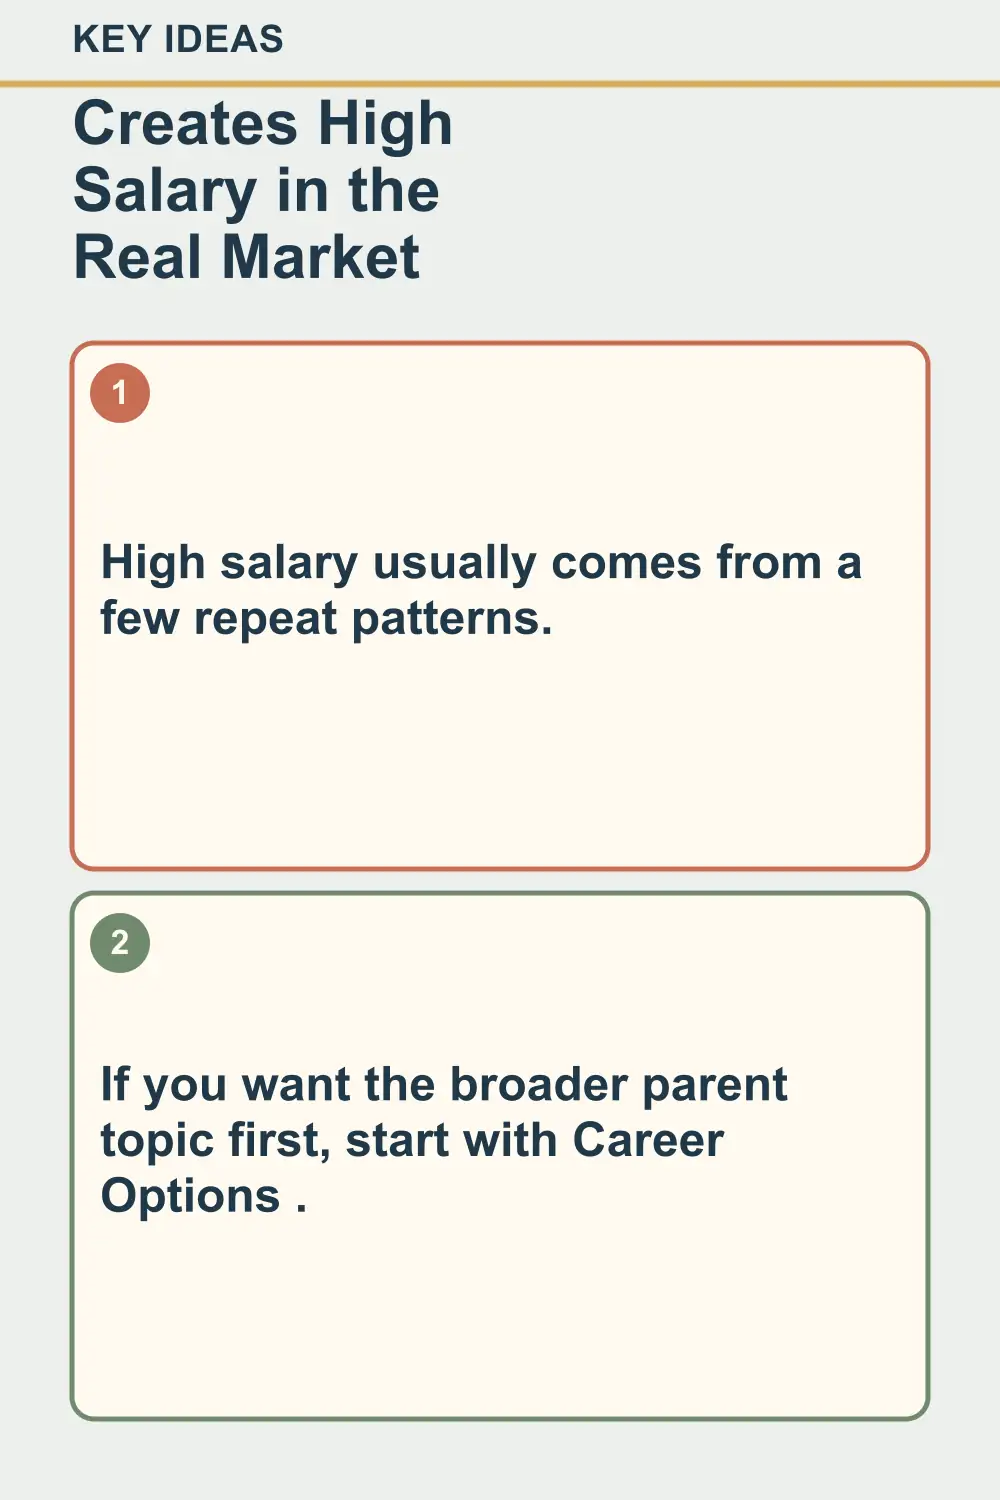 KEY IDEAS
Creates High
Salary in the
Real Market
1
High salary usually comes from a
few repeat patterns.
2
If you want the broader parent
topic first, start with Career
Options .